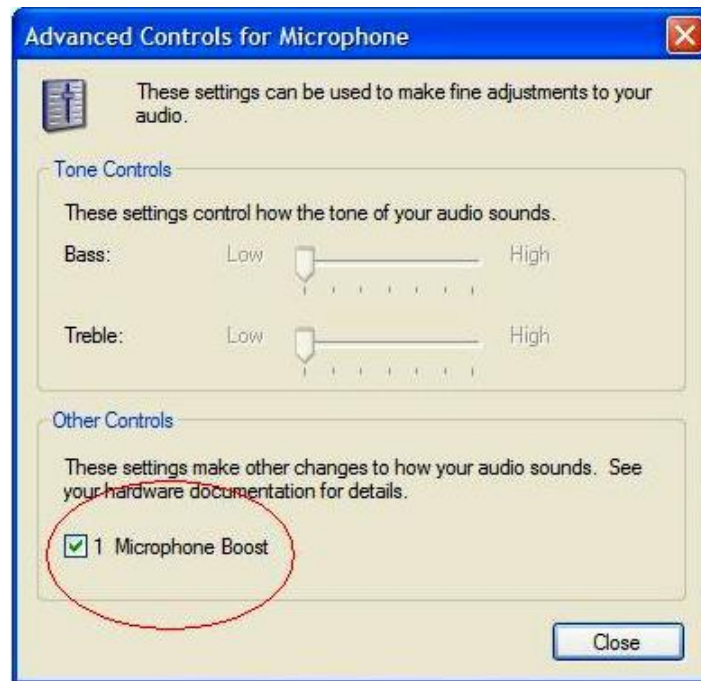 Advanced Controls for Microphone
These settings can be used to make fine adjustments to your
audio.
Tone Controls
These settings control how the tone of your audio sounds.
Bass: Low High
Treble: Low High
Other Controls
These settings make other changes to how your audio sounds. See
your hardware documentation for details.
1 Microphone Boost
Close